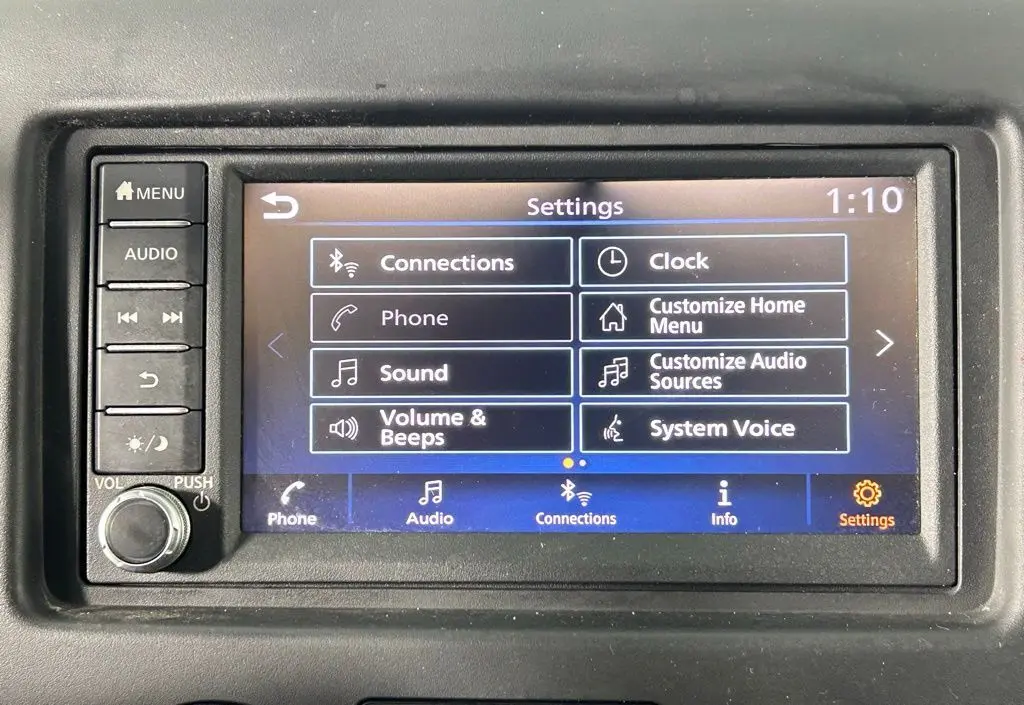 MENU
AUDIO
VOL
PUSH
Settings
1:10
Connections
Clock
Phone
Customize Home
Menu
Sound
Customize Audio
Sources
Volume &
Beeps
System Voice
Phone
Audio
Connections
Info
Settings